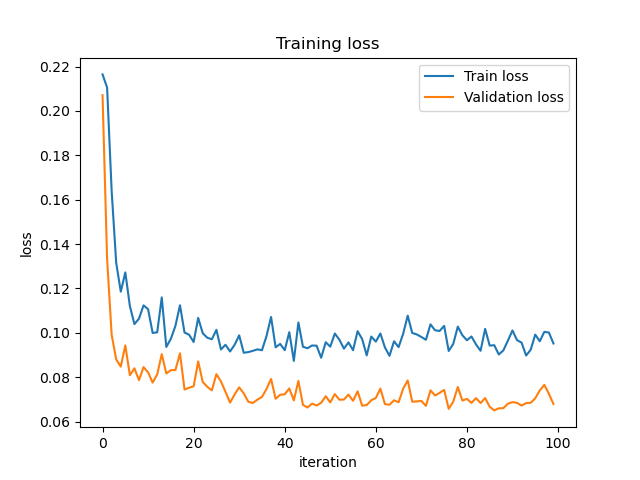 Training loss
Train loss
Validation loss
0.22
0.20
0.18
0.16
0.14
0.12
0.10
0.08
0.06
loss
0 20 40 60 80 100
iteration